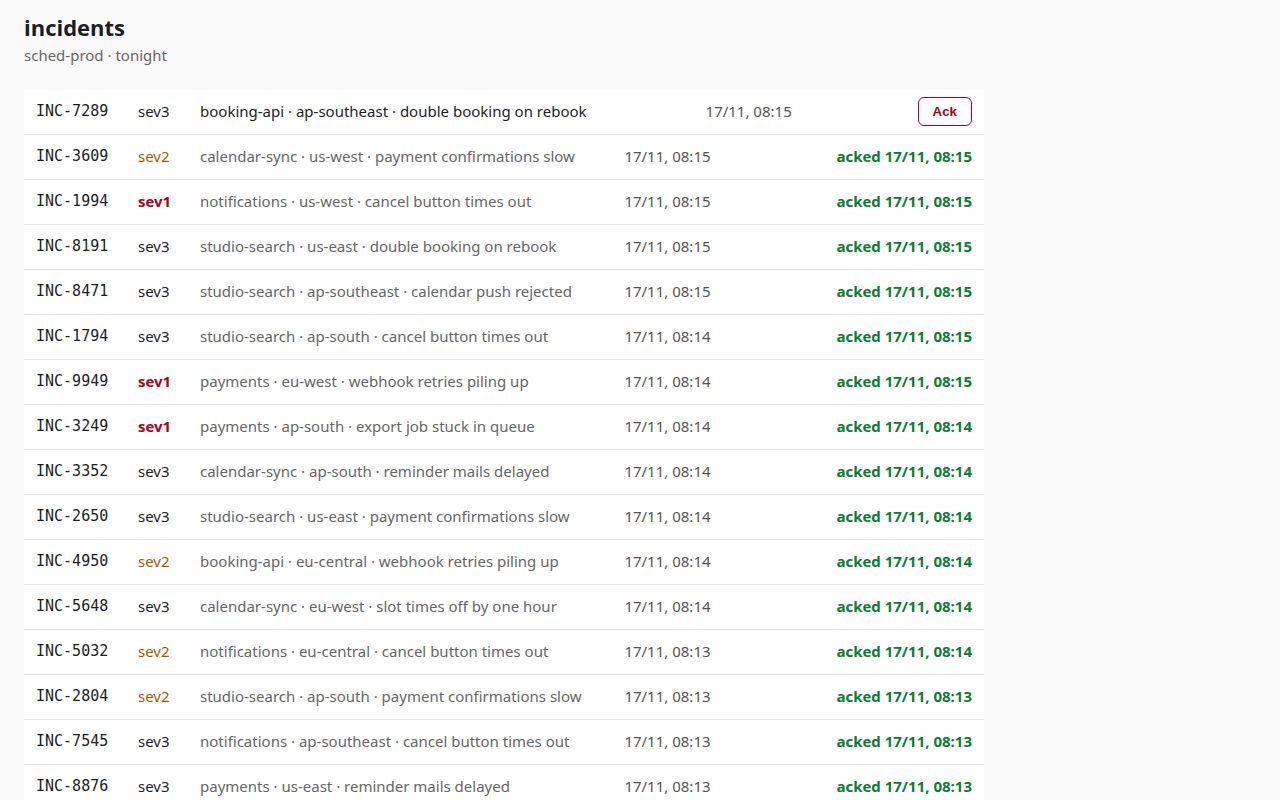 incidents
sched-prod · tonight
INC-7289 sev3 booking-api · ap-southeast · double booking on rebook 17/11, 08:15 Ack
INC-3609 sev2 calendar-sync · us-west · payment confirmations slow 17/11, 08:15 acked 17/11, 08:15
INC-1994 sev1 notifications · us-west · cancel button times out 17/11, 08:15 acked 17/11, 08:15
INC-8191 sev3 studio-search · us-east · double booking on rebook 17/11, 08:15 acked 17/11, 08:15
INC-8471 sev3 studio-search · ap-southeast · calendar push rejected 17/11, 08:15 acked 17/11, 08:15
INC-1794 sev3 studio-search · ap-south · cancel button times out 17/11, 08:14 acked 17/11, 08:15
INC-9949 sev1 payments · eu-west · webhook retries piling up 17/11, 08:14 acked 17/11, 08:15
INC-3249 sev1 payments · ap-south · export job stuck in queue 17/11, 08:14 acked 17/11, 08:14
INC-3352 sev3 calendar-sync · ap-south · reminder mails delayed 17/11, 08:14 acked 17/11, 08:14
INC-2650 sev3 studio-search · us-east · payment confirmations slow 17/11, 08:14 acked 17/11, 08:14
INC-4950 sev2 booking-api · eu-central · webhook retries piling up 17/11, 08:14 acked 17/11, 08:14
INC-5648 sev3 calendar-sync · eu-west · slot times off by one hour 17/11, 08:14 acked 17/11, 08:14
INC-5032 sev2 notifications · eu-central · cancel button times out 17/11, 08:13 acked 17/11, 08:14
INC-2804 sev2 studio-search · ap-south · payment confirmations slow 17/11, 08:13 acked 17/11, 08:13
INC-7545 sev3 notifications · ap-southeast · cancel button times out 17/11, 08:13 acked 17/11, 08:13
INC-8876 sev3 payments · us-east · reminder mails delayed 17/11, 08:13 acked 17/11, 08:13